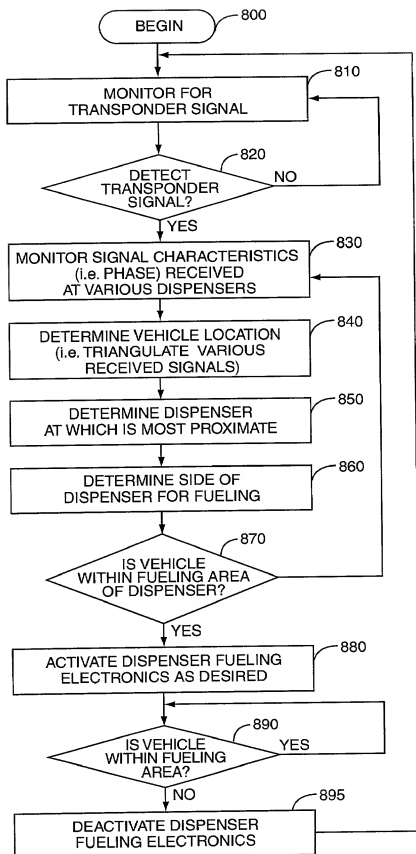 BEGIN
800
810
MONITOR FOR
TRANSPONDER SIGNAL
820
DETECT
TRANSPONDER
SIGNAL?
NO
YES
830
MONITOR SIGNAL CHARACTERISTICS
(i.e. PHASE) RECEIVED
AT VARIOUS DISPENSERS
840
DETERMINE VEHICLE LOCATION
(i.e. TRIANGULATE VARIOUS
RECEIVED SIGNALS)
850
DETERMINE DISPENSER
AT WHICH IS MOST PROXIMATE
860
DETERMINE SIDE OF
DISPENSER FOR FUELING
870
IS VEHICLE
WITHIN FUELING AREA
OF DISPENSER?
YES
880
ACTIVATE DISPENSER FUELING
ELECTRONICS AS DESIRED
890
IS VEHICLE
WITHIN FUELING
AREA?
YES
NO
895
DEACTIVATE DISPENSER
FUELING ELECTRONICS